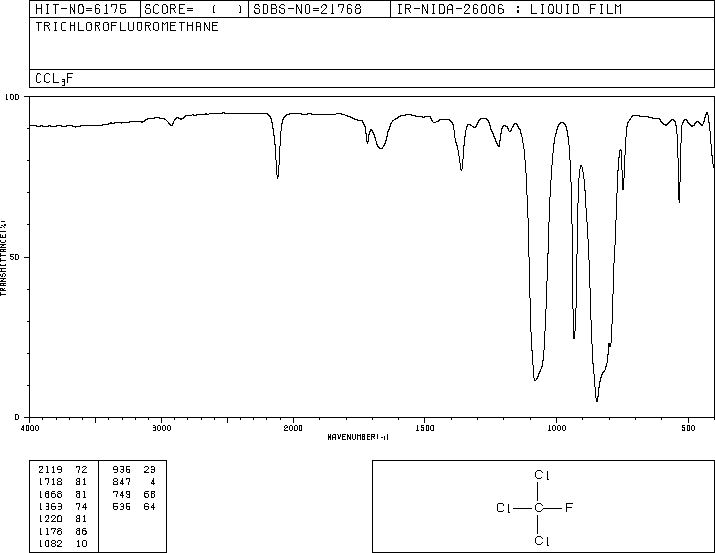 HIT-NO=6175 SCORE= ( ) SDBS-NO=21768 IR-NIDA-26006 : LIQUID FILM
TRICHLOROFLUOROMETHANE
CCL3F
100
50
0
TRANSMITTANCE(%)
4000 3000 2000 1500 1000 500
WAVENUMBER(-1)
2119 72 936 23
1718 81 847 4
1668 81 749 68
1363 74 536 64
1220 81
1178 86
1082 10
Cl
Cl C F
Cl